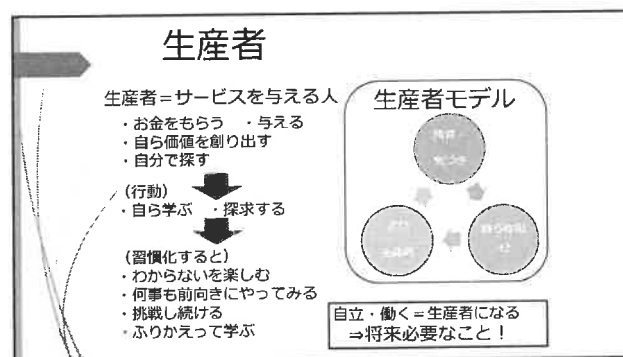 生産者
生産者＝サービスを与える人
・お金をもらう ・与える
・自ら価値を創り出す
・自分で探す
(行動)
・自ら学ぶ ・探求する
(習慣化すると)
・わからないを楽しむ
・何事も前向きにやってみる
・挑戦し続ける
・ふりかえって学ぶ
生産者モデル
自立・働く＝生産者になる
⇒将来必要なこと！